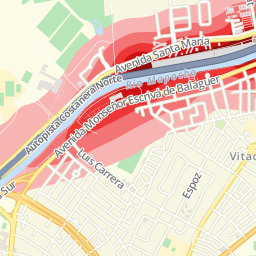 Avenida Santa María
Río Mapocho
Autopista Costanera Norte
Avenida Monseñor Escrivá de Balaguer
Luis Carrera
Espoz
Vitac
Sur